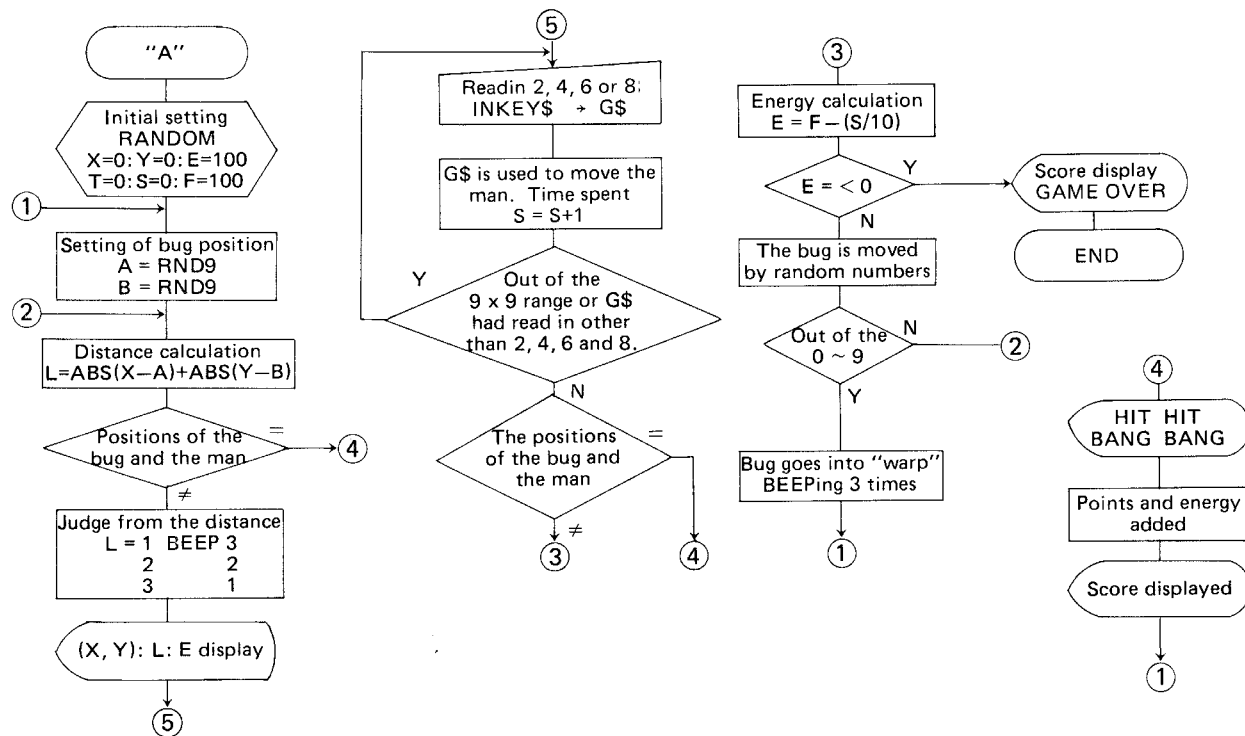 "A"
Initial setting
RANDOM
X=0: Y=0: E=100
T=0: S=0: F=100
1
Setting of bug position
A = RND9
B = RND9
2
Distance calculation
L=ABS(X−A)+ABS(Y−B)
Positions of the
bug and the man
=
4
≠
Judge from the distance
L = 1 BEEP 3
2 2
3 1
(X, Y): L: E display
5
5
Readin 2, 4, 6 or 8:
INKEY$ → G$
G$ is used to move the
man. Time spent
S = S+1
Y
Out of the
9 x 9 range or G$
had read in other
than 2, 4, 6 and 8.
N
The positions
of the bug and
the man
=
≠
3
4
3
Energy calculation
E = F−(S/10)
Y
E = < 0
N
Score display
GAME OVER
END
The bug is moved
by random numbers
Out of the
0 ~ 9
N
2
Y
Bug goes into "warp"
BEEPing 3 times
1
4
HIT HIT
BANG BANG
Points and energy
added
Score displayed
1